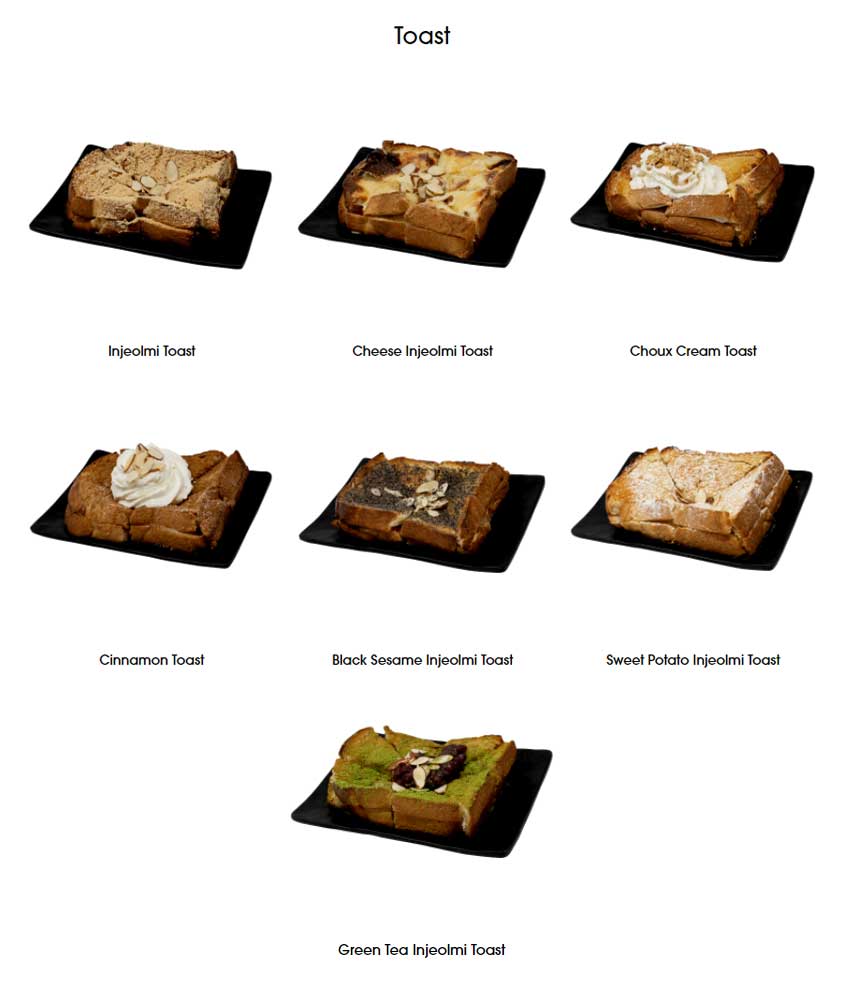 Toast
Injeolmi Toast
Cheese Injeolmi Toast
Choux Cream Toast
Cinnamon Toast
Black Sesame Injeolmi Toast
Sweet Potato Injeolmi Toast
Green Tea Injeolmi Toast